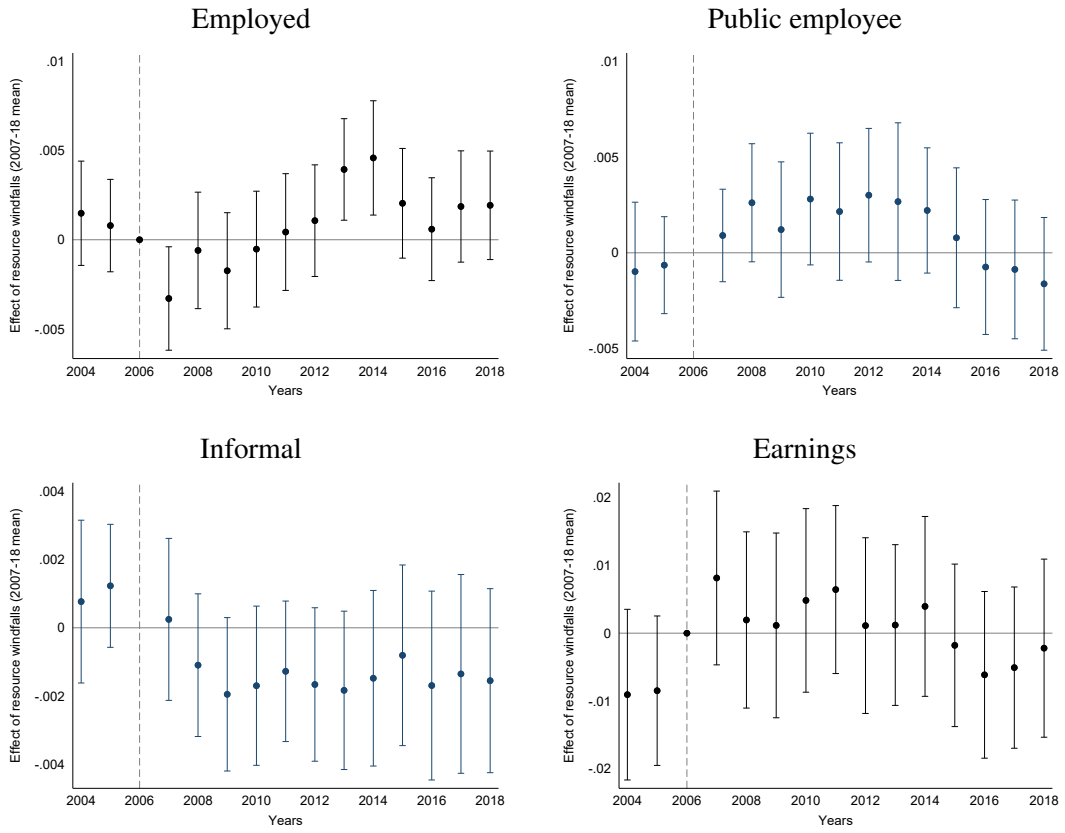 Employed
Effect of resource windfalls (2007-18 mean)
.01
.005
0
-.005
2004 2006 2008 2010 2012 2014 2016 2018
Years
Public employee
Effect of resource windfalls (2007-18 mean)
.01
.005
0
-.005
2004 2006 2008 2010 2012 2014 2016 2018
Years
Informal
Effect of resource windfalls (2007-18 mean)
.004
.002
0
-.002
-.004
2004 2006 2008 2010 2012 2014 2016 2018
Years
Earnings
Effect of resource windfalls (2007-18 mean)
.02
.01
0
-.01
-.02
2004 2006 2008 2010 2012 2014 2016 2018
Years